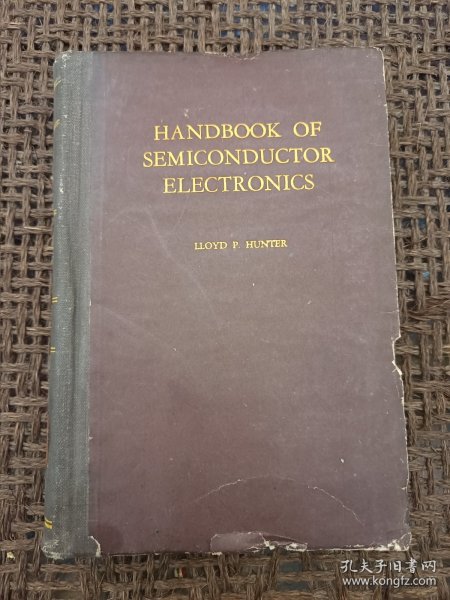 HANDBOOK OF
SEMICONDUCTOR
ELECTRONICS
LLOYD P. HUNTER
孔夫子旧书网
www.kongfz.com